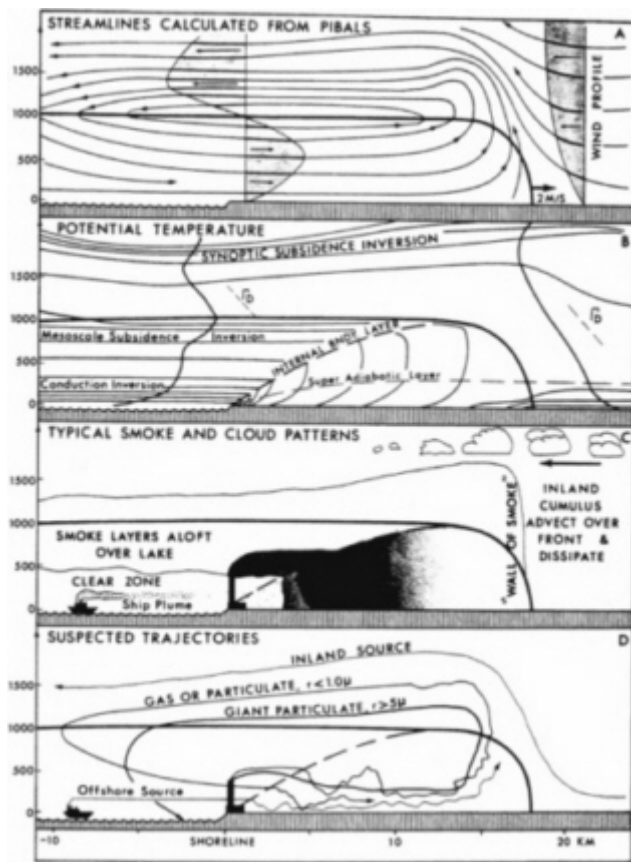 STREAMLINES CALCULATED FROM PIBALS
A
1500
1000
500
0
WIND PROFILE
2 M/S
POTENTIAL TEMPERATURE
B
SYNOPTIC SUBSIDENCE INVERSION
1500
1000
Mesoscale Subsidence Inversion
INTERNAL BNDY LAYER
500
Conduction Inversion
Super Adiabatic Layer
0
TYPICAL SMOKE AND CLOUD PATTERNS
C
1500
INLAND
CUMULUS
ADVECT OVER
FRONT &
DISSIPATE
"WALL OF SMOKE"
1000
SMOKE LAYERS ALOFT
OVER LAKE
500
CLEAR ZONE
Ship Plume
0
SUSPECTED TRAJECTORIES
D
INLAND SOURCE
1500
GAS OR PARTICULATE, r<1.0μ
GIANT PARTICULATE, r>5μ
1000
500
Offshore Source
0
-10 SHORELINE 10 20 KM